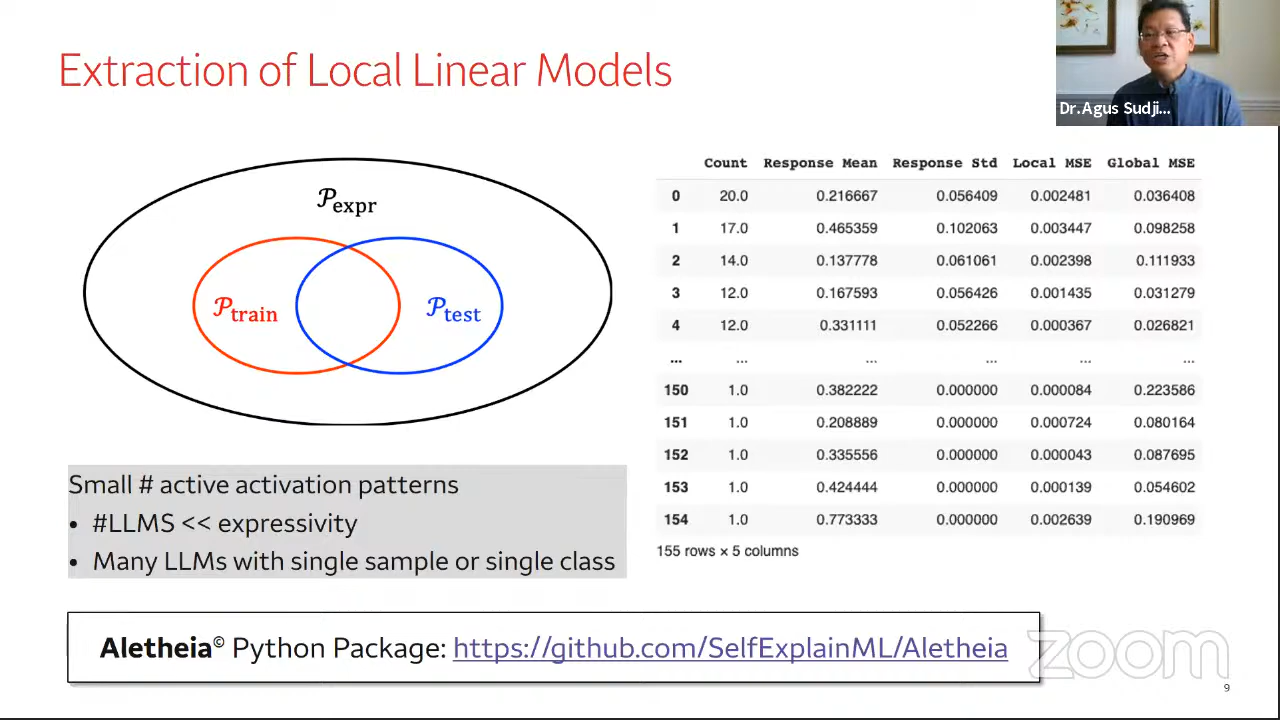 Extraction of Local Linear Models
Dr.Agus Sudji...
𝒫expr
𝒫train
𝒫test
Count Response Mean Response Std Local MSE Global MSE
0 20.0 0.216667 0.056409 0.002481 0.036408
1 17.0 0.465359 0.102063 0.003447 0.098258
2 14.0 0.137778 0.061061 0.002398 0.111933
3 12.0 0.167593 0.056426 0.001435 0.031279
4 12.0 0.331111 0.052266 0.000367 0.026821
... ... ... ... ... ...
150 1.0 0.382222 0.000000 0.000084 0.223586
151 1.0 0.208889 0.000000 0.000724 0.080164
152 1.0 0.335556 0.000000 0.000043 0.087695
153 1.0 0.424444 0.000000 0.000139 0.054602
154 1.0 0.773333 0.000000 0.002639 0.190969
155 rows × 5 columns
Small # active activation patterns
• #LLMS << expressivity
• Many LLMs with single sample or single class
Aletheia© Python Package: https://github.com/SelfExplainML/Aletheia
zoom
9